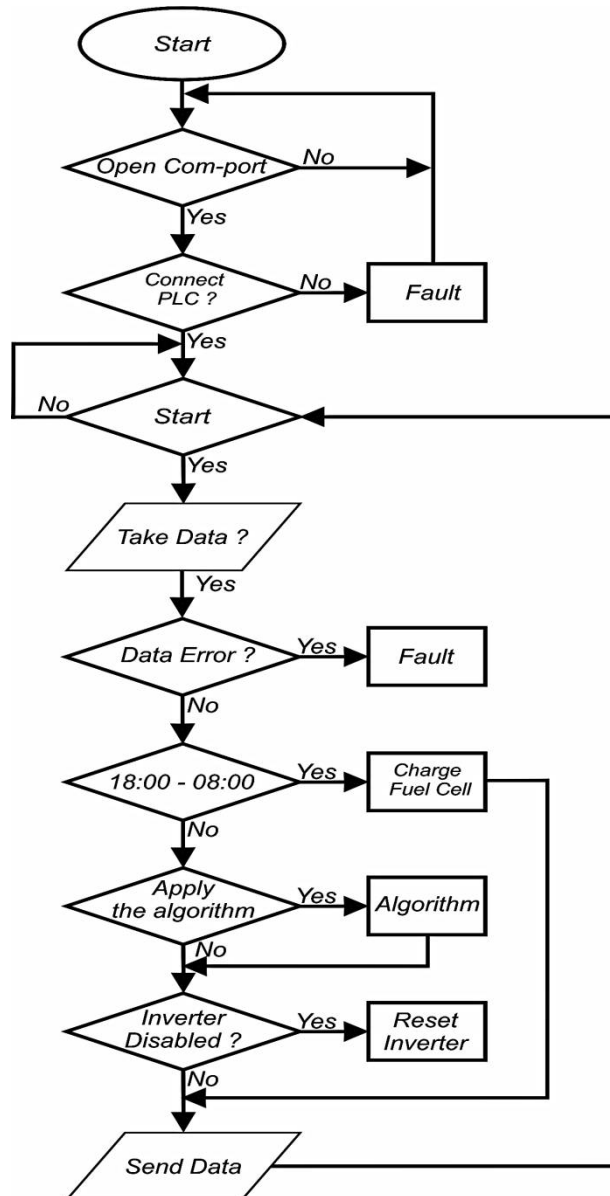 Start
Open Com-port
No
Yes
Connect
PLC ?
No
Fault
Yes
No
Start
Yes
Take Data ?
Yes
Data Error ?
Yes
Fault
No
18:00 - 08:00
Yes
Charge
Fuel Cell
No
Apply
the algorithm
Yes
Algorithm
No
Inverter
Disabled ?
Yes
Reset
Inverter
No
Send Data